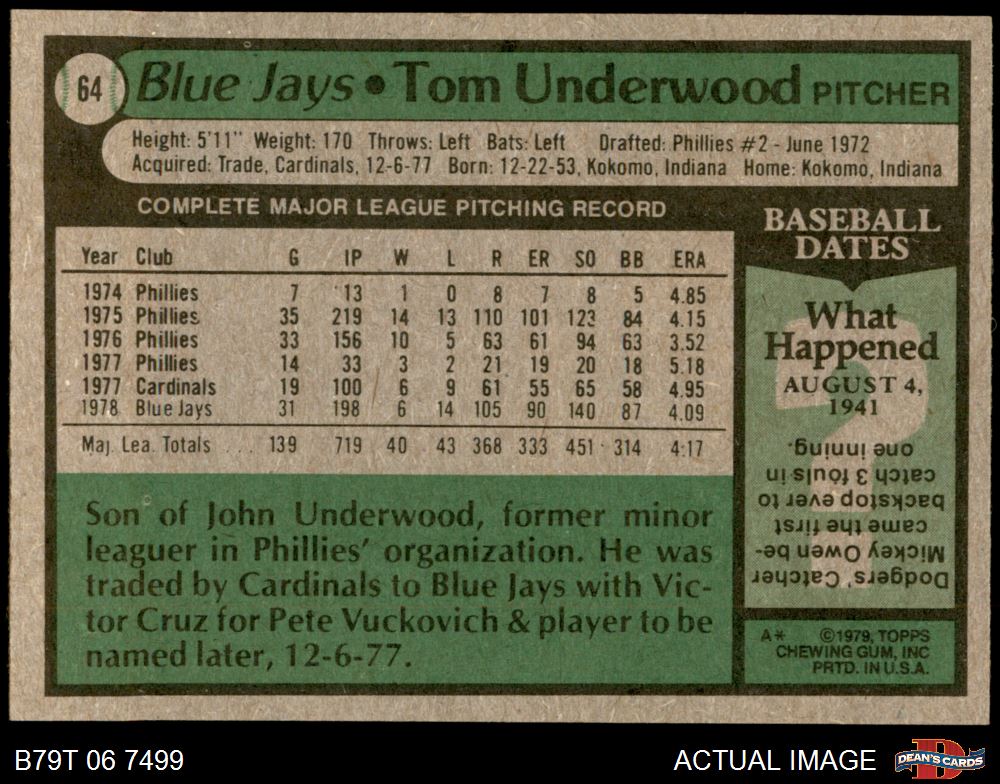 64 Blue Jays • Tom Underwood PITCHER
Height: 5'11" Weight: 170 Throws: Left Bats: Left Drafted: Phillies #2 - June 1972
Acquired: Trade, Cardinals, 12-6-77 Born: 12-22-53, Kokomo, Indiana Home: Kokomo, Indiana
COMPLETE MAJOR LEAGUE PITCHING RECORD
Year Club G IP W L R ER SO BB ERA
1974 Phillies 7 13 1 0 8 7 8 5 4.85
1975 Phillies 35 219 14 13 110 101 123 84 4.15
1976 Phillies 33 156 10 5 63 61 94 63 3.52
1977 Phillies 14 33 3 2 21 19 20 18 5.18
1977 Cardinals 19 100 6 9 61 55 65 58 4.95
1978 Blue Jays 31 198 6 14 105 90 140 87 4.09
Maj. Lea. Totals ... 139 719 40 43 368 333 451 314 4.17
Son of John Underwood, former minor
leaguer in Phillies' organization. He was
traded by Cardinals to Blue Jays with Vic-
tor Cruz for Pete Vuckovich & player to be
named later, 12-6-77.
BASEBALL
DATES
What
Happened
AUGUST 4,
1941
Dodgers' Catcher
Mickey Owen be-
came the first
backstop ever to
catch 3 fouls in
one inning.
A* ©1979, TOPPS
CHEWING GUM, INC
PRTD. IN U.S.A.
B79T 06 7499
ACTUAL IMAGE
DEAN'S CARDS